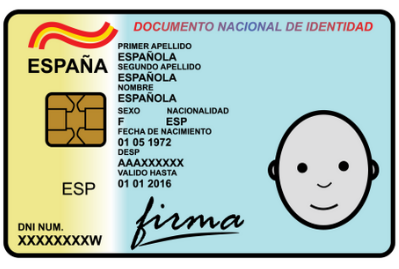 DOCUMENTO NACIONAL DE IDENTIDAD
ESPAÑA
PRIMER APELLIDO
ESPAÑOLA
SEGUNDO APELLIDO
ESPAÑOLA
NOMBRE
ESPAÑOLA
SEXO NACIONALIDAD
F ESP
FECHA DE NACIMIENTO
01 05 1972
DESP
AAAXXXXXX
VALIDO HASTA
01 01 2016
ESP
firma
DNI NUM.
XXXXXXXXW